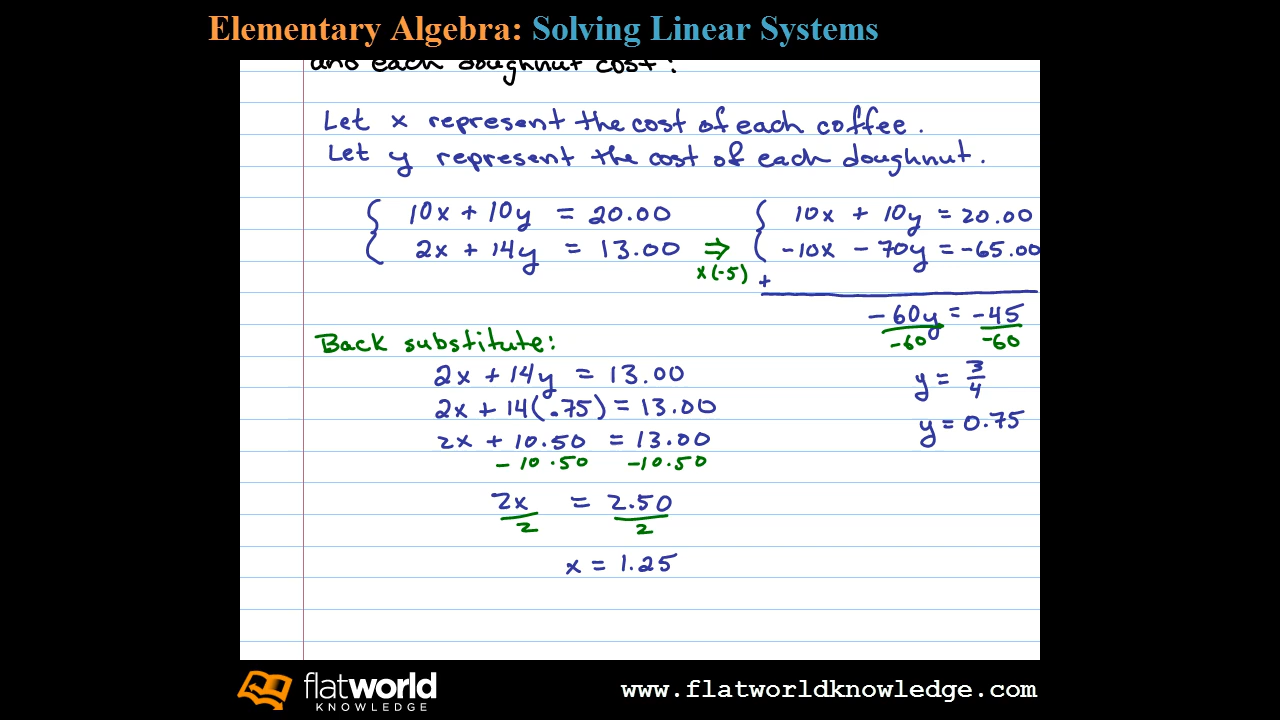 Elementary Algebra: Solving Linear Systems
and each doughnut cost?
Let x represent the cost of each coffee.
Let y represent the cost of each doughnut.
10x + 10y = 20.00
2x + 14y = 13.00 ⇒
x(-5)
10x + 10y = 20.00
-10x - 70y = -65.00
+
-60y = -45
-60 -60
y = 3/4
y = 0.75
Back substitute:
2x + 14y = 13.00
2x + 14(.75) = 13.00
2x + 10.50 = 13.00
-10.50 -10.50
2x = 2.50
2 2
x = 1.25
flatworld
KNOWLEDGE
www.flatworldknowledge.com